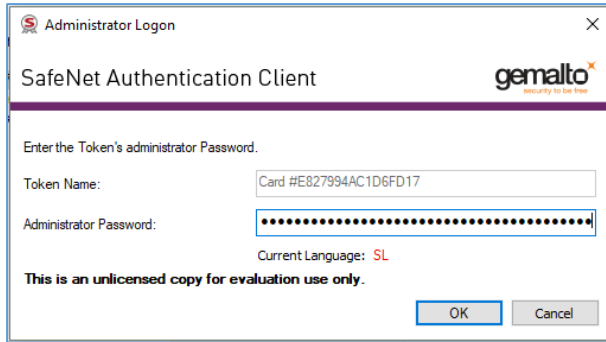 Administrator Logon
SafeNet Authentication Client
gemalto
security to be free
Enter the Token's administrator Password.
Token Name: Card #E827994AC1D6FD17
Administrator Password:
Current Language: SL
This is an unlicensed copy for evaluation use only.
OK Cancel